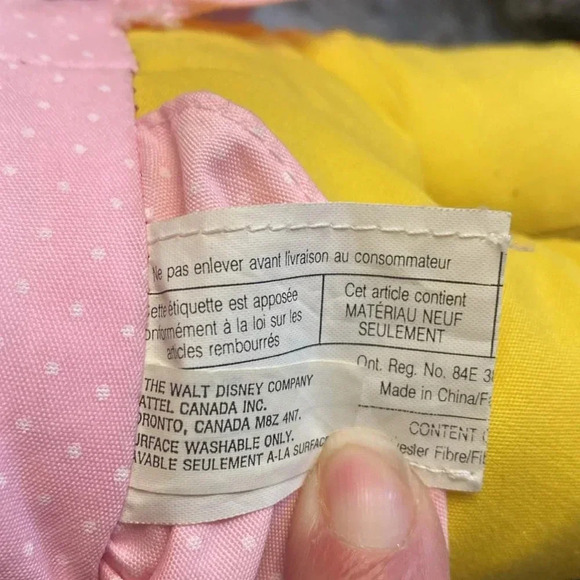 Ne pas enlever avant livraison au consommateur
Cette étiquette est apposée
conformément à la loi sur les
articles rembourrés
Cet article contient
MATÉRIAU NEUF
SEULEMENT
Ont. Reg. No. 84E
Made in China/
CONTENT
Fibre/
THE WALT DISNEY COMPANY
MATTEL CANADA INC.
TORONTO, CANADA M8Z 4N7.
SURFACE WASHABLE ONLY.
LAVABLE SEULEMENT A-LA SURFACE